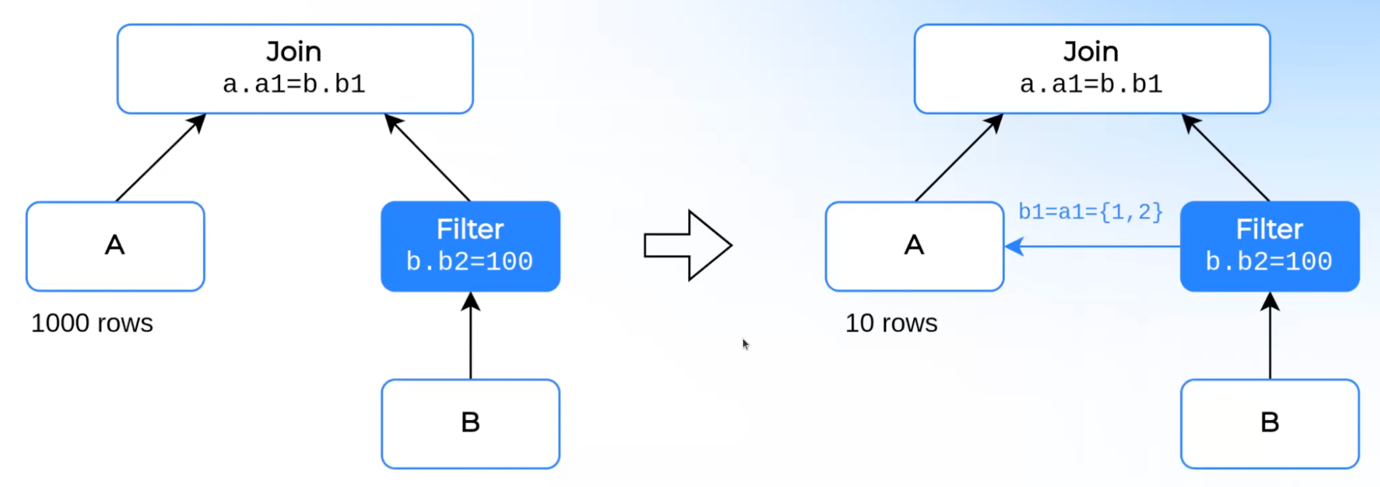 Join
a.a1=b.b1
A
Filter
b.b2=100
1000 rows
B
Join
a.a1=b.b1
A
b1=a1={1,2}
Filter
b.b2=100
10 rows
B